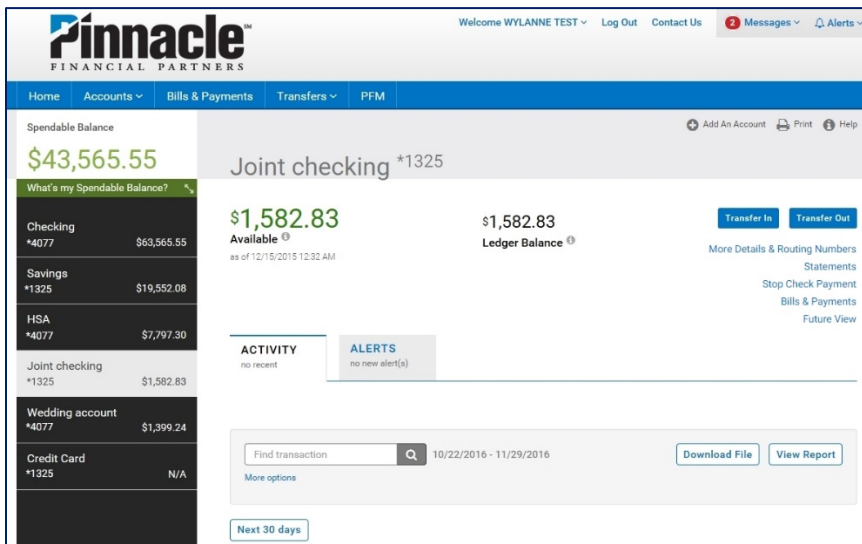 Pinnacle
FINANCIAL PARTNERS
Welcome WYLANNE TEST Log Out Contact Us 2 Messages Alerts
Home Accounts Bills & Payments Transfers PFM
Add An Account Print Help
Spendable Balance
$43,565.55
What's my Spendable Balance?
Checking
*4077 $63,565.55
Savings
*1325 $19,552.08
HSA
*4077 $7,797.30
Joint checking
*1325 $1,582.83
Wedding account
*4077 $1,399.24
Credit Card
*1325 N/A
Joint checking *1325
$1,582.83
Available
as of 12/15/2015 12:32 AM
$1,582.83
Ledger Balance
Transfer In Transfer Out
More Details & Routing Numbers
Statements
Stop Check Payment
Bills & Payments
Future View
ACTIVITY
no recent
ALERTS
no new alert(s)
Find transaction 10/22/2016 - 11/29/2016 Download File View Report
More options
Next 30 days